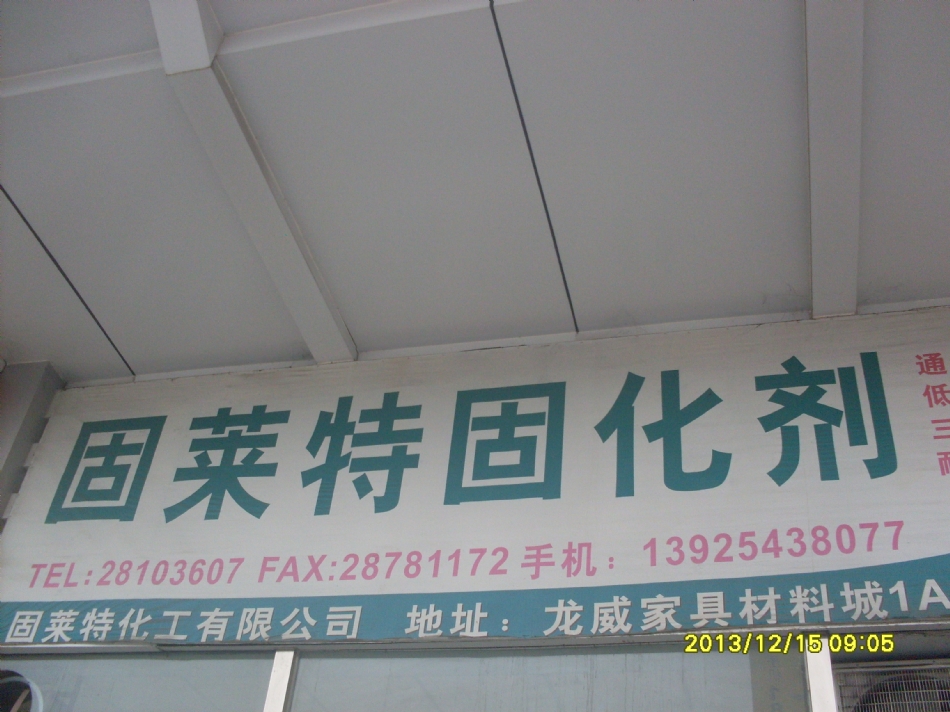 固莱特固化剂
通
低
三
TEL:28103607 FAX:28781172 手机：13925438077
固莱特化工有限公司 地址：龙威家具材料城1A
2013/12/15 09:05